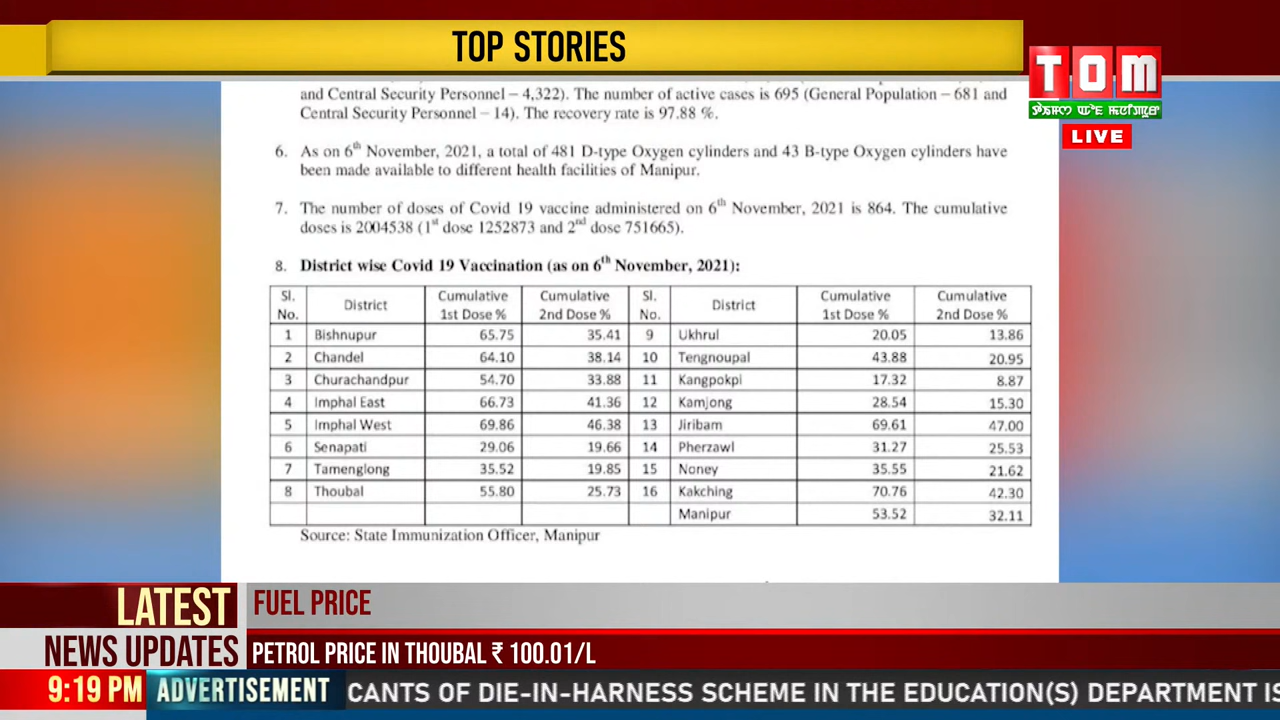 TOP STORIES
TOM
LIVE
and Central Security Personnel – 4,322). The number of active cases is 695 (General Population – 681 and
Central Security Personnel – 14). The recovery rate is 97.88 %.
6. As on 6th November, 2021, a total of 481 D-type Oxygen cylinders and 43 B-type Oxygen cylinders have
been made available to different health facilities of Manipur.
7. The number of doses of Covid 19 vaccine administered on 6th November, 2021 is 864. The cumulative
doses is 2004538 (1st dose 1252873 and 2nd dose 751665).
8. District wise Covid 19 Vaccination (as on 6th November, 2021):
Sl. No. District Cumulative 1st Dose % Cumulative 2nd Dose % Sl. No. District Cumulative 1st Dose % Cumulative 2nd Dose %
1 Bishnupur 65.75 35.41 9 Ukhrul 20.05 13.86
2 Chandel 64.10 38.14 10 Tengnoupal 43.88 20.95
3 Churachandpur 54.70 33.88 11 Kangpokpi 17.32 8.87
4 Imphal East 66.73 41.36 12 Kamjong 28.54 15.30
5 Imphal West 69.86 46.38 13 Jiribam 69.61 47.00
6 Senapati 29.06 19.66 14 Pherzawl 31.27 25.53
7 Tamenglong 35.52 19.85 15 Noney 35.55 21.62
8 Thoubal 55.80 25.73 16 Kakching 70.76 42.30
Manipur 53.52 32.11
Source: State Immunization Officer, Manipur
LATEST
NEWS UPDATES
FUEL PRICE
PETROL PRICE IN THOUBAL ₹ 100.01/L
9:19 PM ADVERTISEMENT CANTS OF DIE-IN-HARNESS SCHEME IN THE EDUCATION(S) DEPARTMENT IS